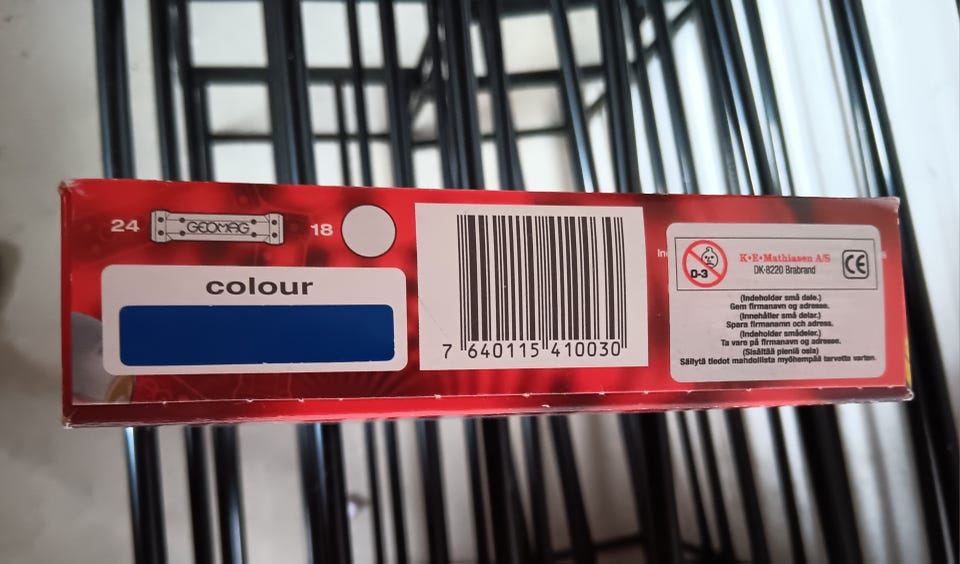 24 GEOMAG 18
colour
7 640115 410030
0-3
K•E•Mathiasen A/S
DK-8220 Brabrand
CE
(Indeholder små dele.)
Gem firmanavn og adresse.
(Innehåller små delar.)
Spara firmanamn och adress.
(Indeholder smådeler.)
Ta vare på firmanavn og adresse.
(Sisältää pieniä osia)
Säilytä tiedot mahdollista myöhempää tarvetta varten.